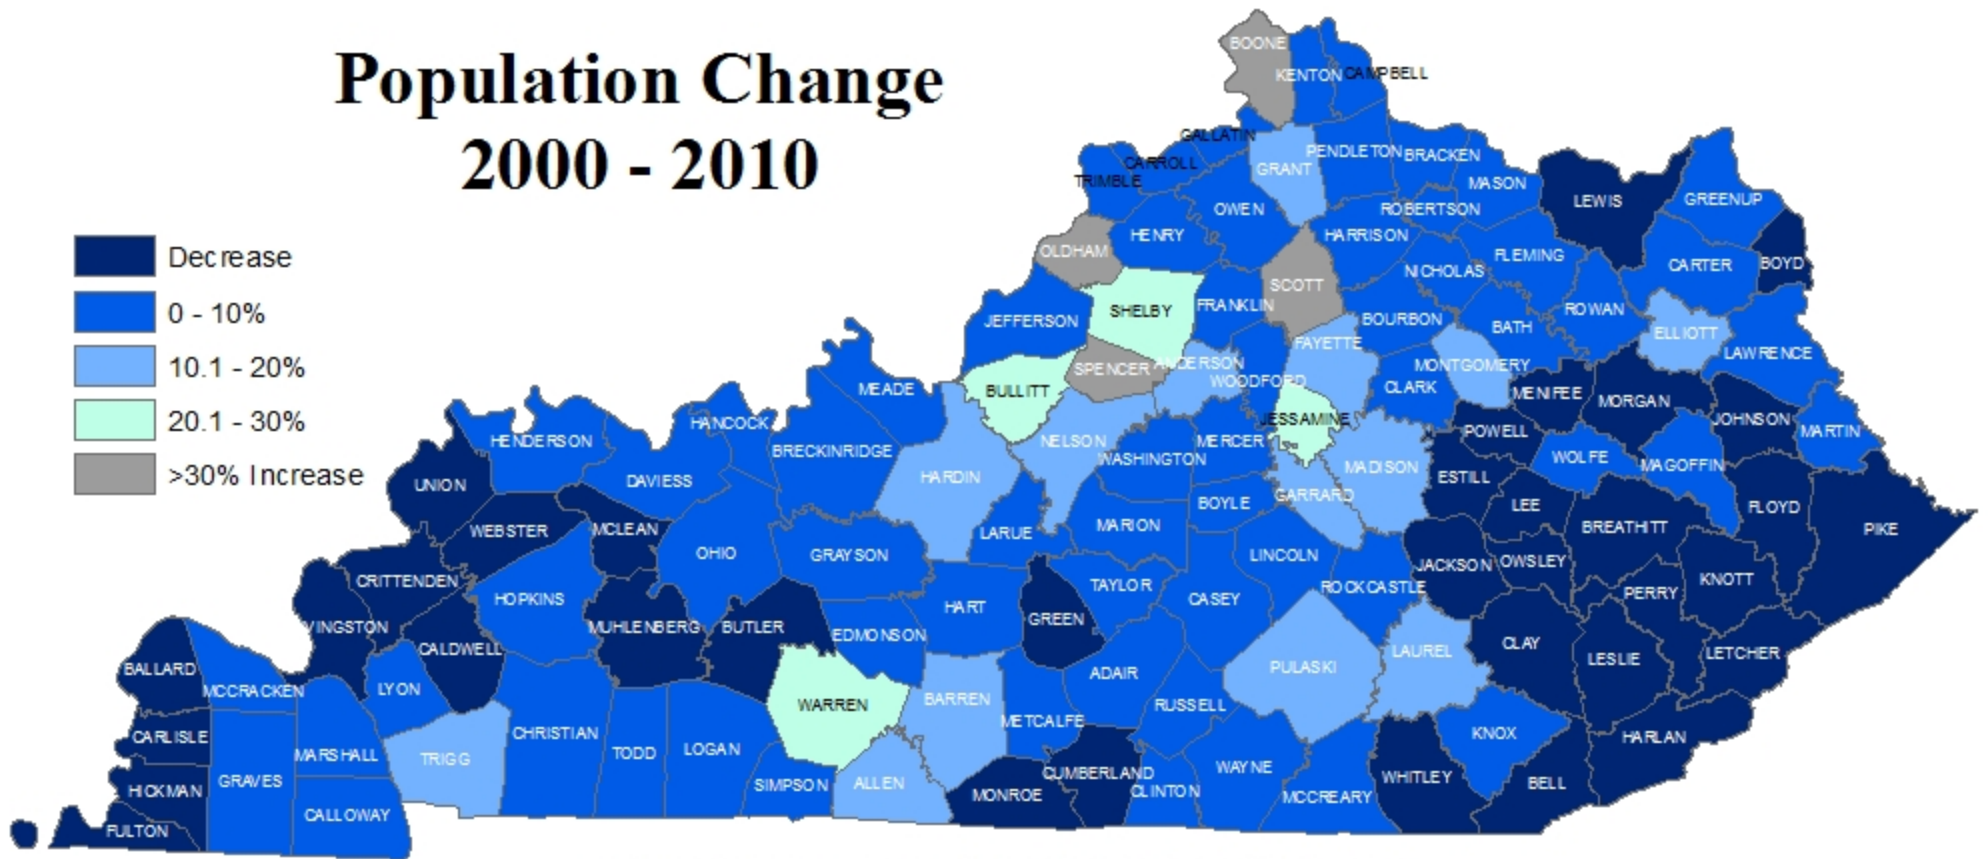 Population Change
2000 - 2010
Decrease
0 - 10%
10.1 - 20%
20.1 - 30%
>30% Increase
BOONE
KENTON
CAMPBELL
GALLATIN
CARROLL
TRIMBLE
GRANT
PENDLETON
BRACKEN
MASON
LEWIS
GREENUP
OWEN
ROBERTSON
HENRY
HARRISON
OLDHAM
FLEMING
CARTER
BOYD
NICHOLAS
SCOTT
FRANKLIN
SHELBY
JEFFERSON
BOURBON
BATH
ROWAN
ELLIOTT
FAYETTE
LAWRENCE
SPENCER
ANDERSON
WOODFORD
MONTGOMERY
CLARK
MEADE
BULLITT
MENIFEE
MORGAN
JOHNSON
JESSAMINE
HANCOCK
HENDERSON
BRECKINRIDGE
NELSON
MERCER
WASHINGTON
POWELL
MARTIN
WOLFE
MAGOFFIN
MADISON
UNION
DAVIESS
HARDIN
ESTILL
GARRARD
BOYLE
LEE
FLOYD
WEBSTER
MCLEAN
LARUE
MARION
BREATHITT
PIKE
OHIO
GRAYSON
LINCOLN
JACKSON
OWSLEY
CRITTENDEN
TAYLOR
ROCKCASTLE
KNOTT
PERRY
HOPKINS
HART
CASEY
VINGSTON
MUHLENBERG
BUTLER
EDMONSON
GREEN
CALDWELL
CLAY
LAUREL
LESLIE
LETCHER
BALLARD
PULASKI
ADAIR
MCCRACKEN
LYON
BARREN
WARREN
RUSSELL
METCALFE
CARLISLE
CHRISTIAN
KNOX
HARLAN
MARSHALL
TODD
LOGAN
TRIGG
GRAVES
WAYNE
CUMBERLAND
WHITLEY
BELL
HICKMAN
SIMPSON
ALLEN
MONROE
CLINTON
MCCREARY
CALLOWAY
FULTON